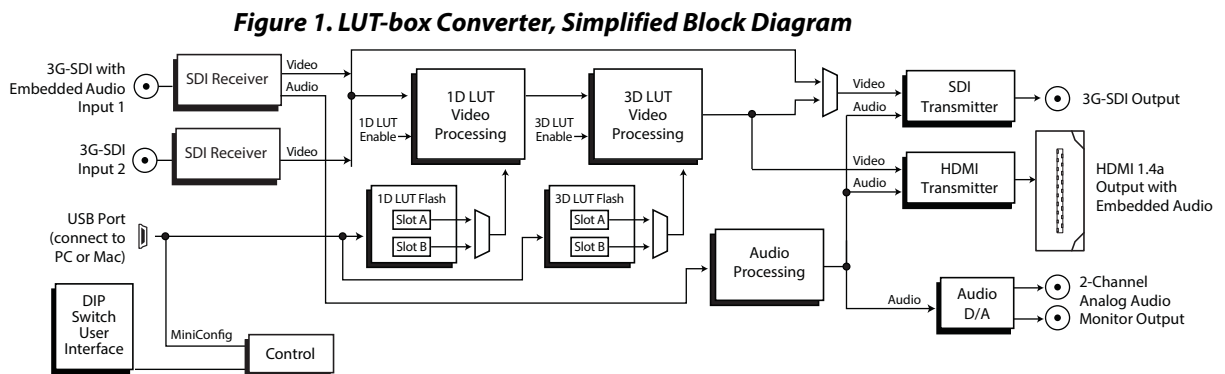 Figure 1. LUT-box Converter, Simplified Block Diagram
3G-SDI with
Embedded Audio
Input 1
SDI Receiver
Video
Audio
3G-SDI
Input 2
SDI Receiver
Video
1D LUT
Video
Processing
1D LUT
Enable
3D LUT
Video
Processing
3D LUT
Enable
Video
Audio
SDI
Transmitter
3G-SDI Output
Video
Audio
HDMI
Transmitter
HDMI 1.4a
Output with
Embedded Audio
USB Port
(connect to
PC or Mac)
1D LUT Flash
Slot A
Slot B
3D LUT Flash
Slot A
Slot B
Audio
Processing
Audio
Audio
D/A
2-Channel
Analog Audio
Monitor Output
DIP
Switch
User
Interface
MiniConfig
Control